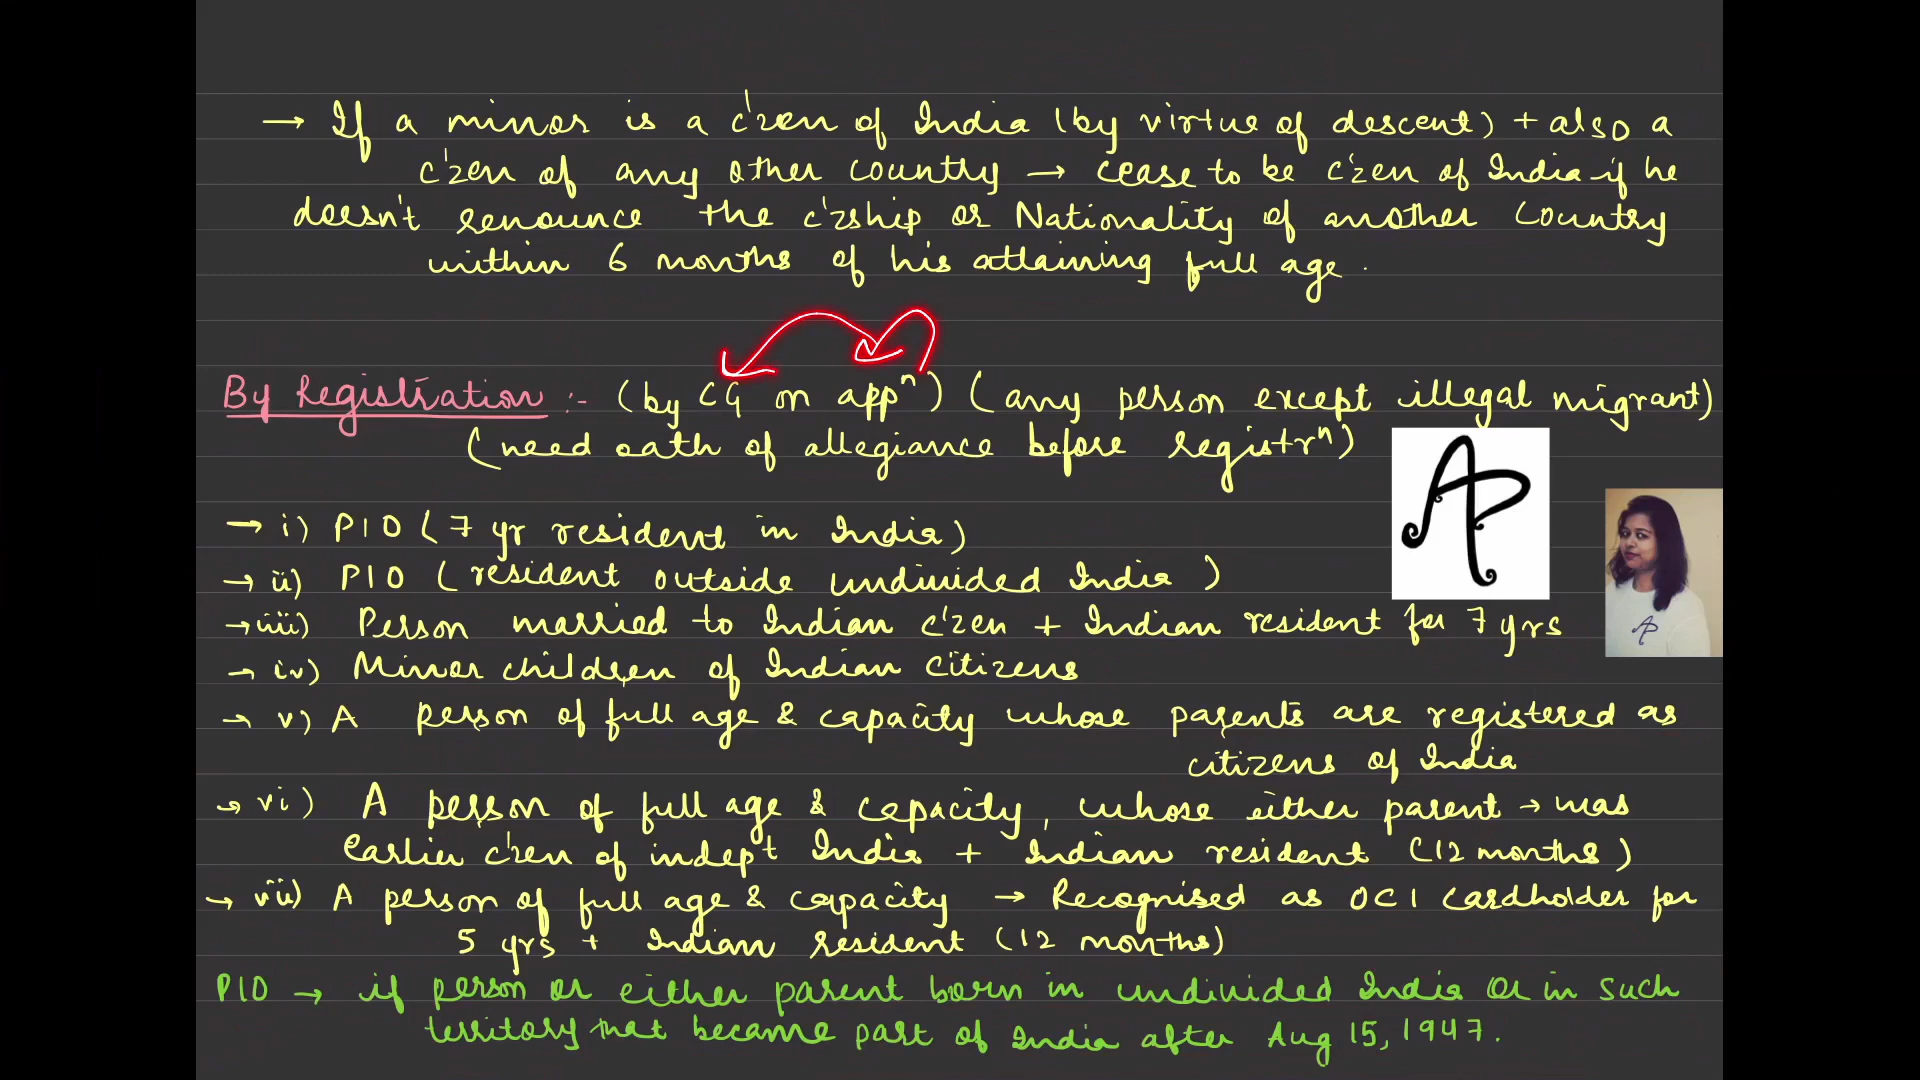 → If a minor is a c'zen of India (by virtue of descent) + also a
c'zen of any other country → cease to be c'zen of India if he
doesn't renounce the c'zship or Nationality of another Country
within 6 months of his attaining full age.
By Registration :- (by CG on appⁿ) (any person except illegal migrant)
(need oath of allegiance before registrⁿ)
AP
→ i) PIO (7 yr resident in India)
→ ii) PIO (resident outside undivided India)
→ iii) Person married to Indian c'zen + Indian resident for 7 yrs
AP
→ iv) Minor children of Indian Citizens
→ v) A person of full age & capacity whose parents are registered as
citizens of India
→ vi) A person of full age & capacity, whose either parent → was
Earlier c'zen of indep't India + Indian resident (12 months)
→ vii) A person of full age & capacity → Recognised as OCI cardholder for
5 yrs + Indian resident (12 months)
PIO → if person or either parent born in undivided India or in such
territory that became part of India after Aug 15, 1947.